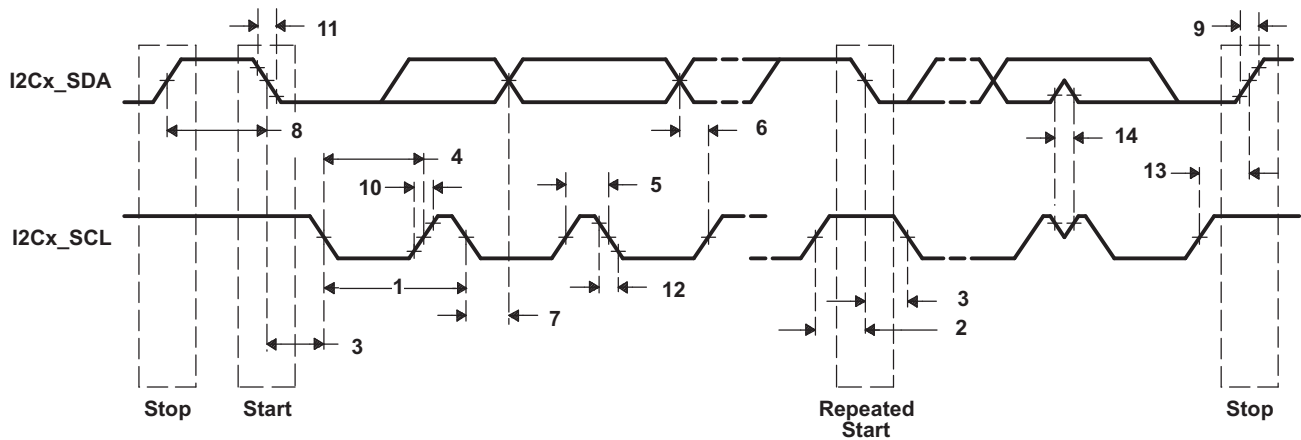 11
9
I2Cx_SDA
8
6
14
4
10
5
13
I2Cx_SCL
1
12
3
7
2
3
Stop
Start
Repeated
Start
Stop